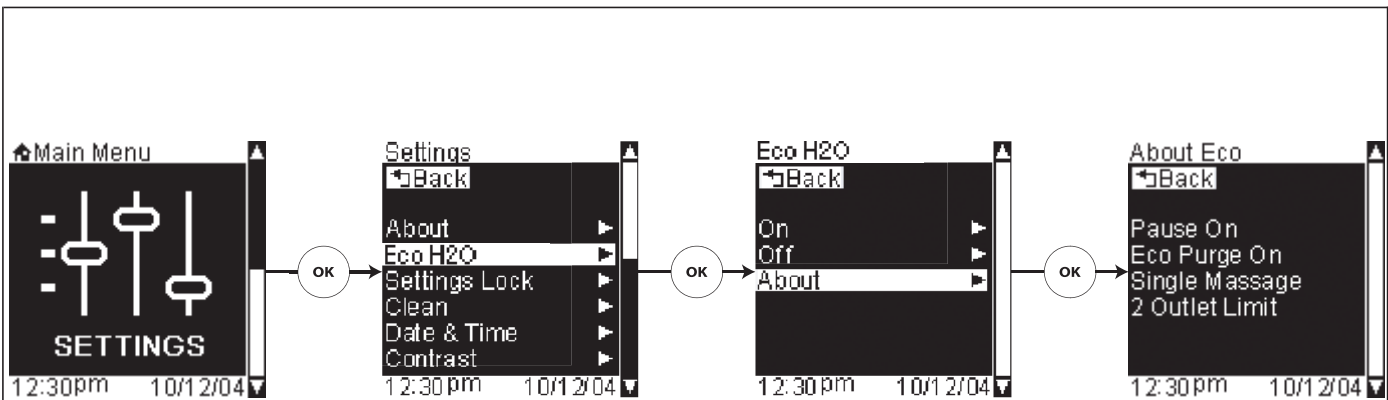 Main Menu
SETTINGS
12:30pm 10/12/04
OK
Settings
Back
About
Eco H2O
Settings Lock
Clean
Date & Time
Contrast
12:30pm 10/12/04
OK
Eco H2O
Back
On
Off
About
12:30pm 10/12/04
OK
About Eco
Back
Pause On
Eco Purge On
Single Massage
2 Outlet Limit
12:30pm 10/12/04